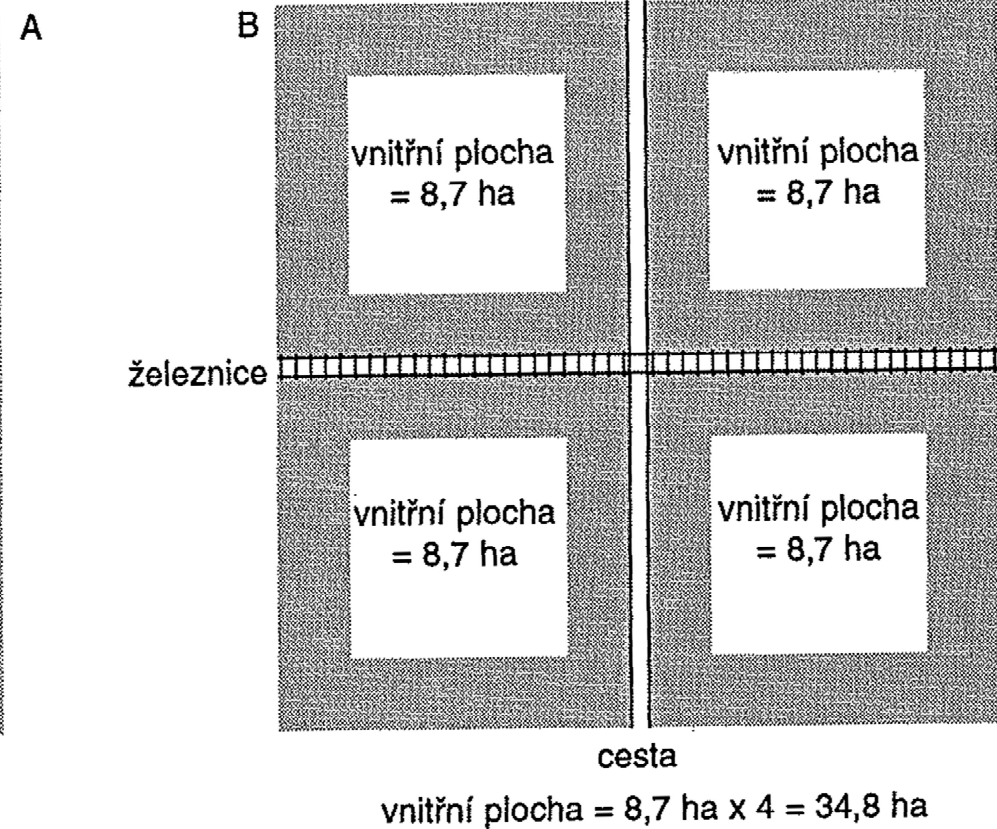 A
B
vnitřní plocha
= 8,7 ha
vnitřní plocha
= 8,7 ha
železnice
vnitřní plocha
= 8,7 ha
vnitřní plocha
= 8,7 ha
cesta
vnitřní plocha = 8,7 ha x 4 = 34,8 ha